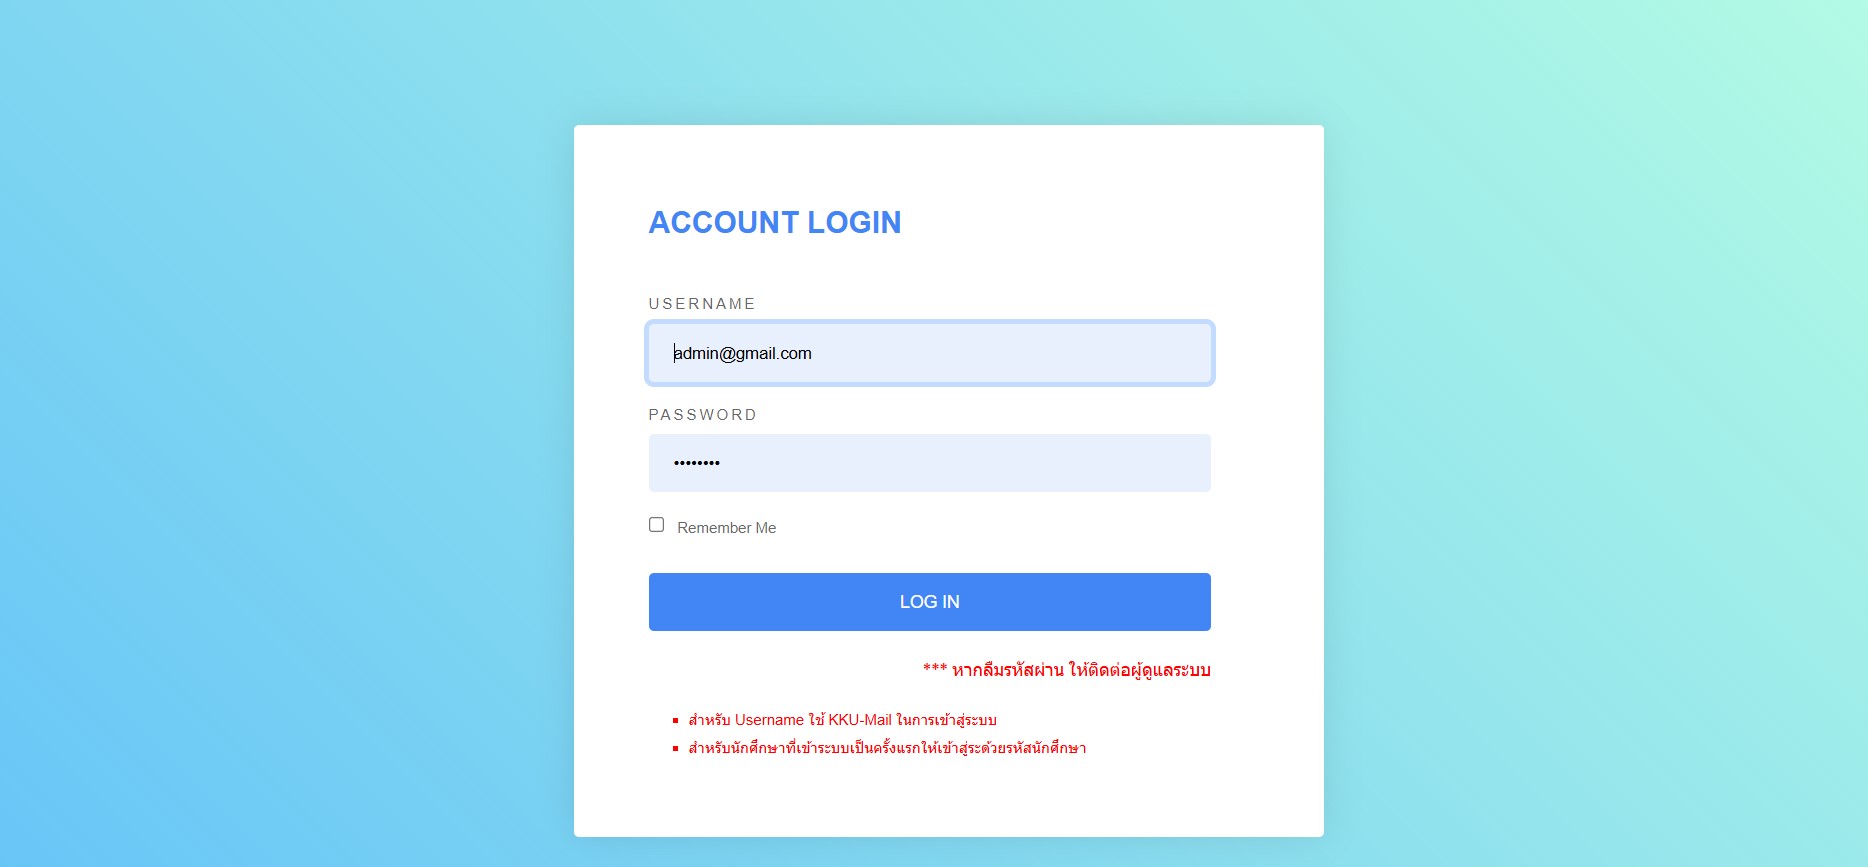 ACCOUNT LOGIN
USERNAME
admin@gmail.com
PASSWORD
••••••••
Remember Me
LOG IN
*** หากลืมรหัสผ่าน ให้ติดต่อผู้ดูแลระบบ
สำหรับ Username ใช้ KKU-Mail ในการเข้าสู่ระบบ
สำหรับนักศึกษาที่เข้าระบบเป็นครั้งแรกให้เข้าสู่ระด้วยรหัสนักศึกษา